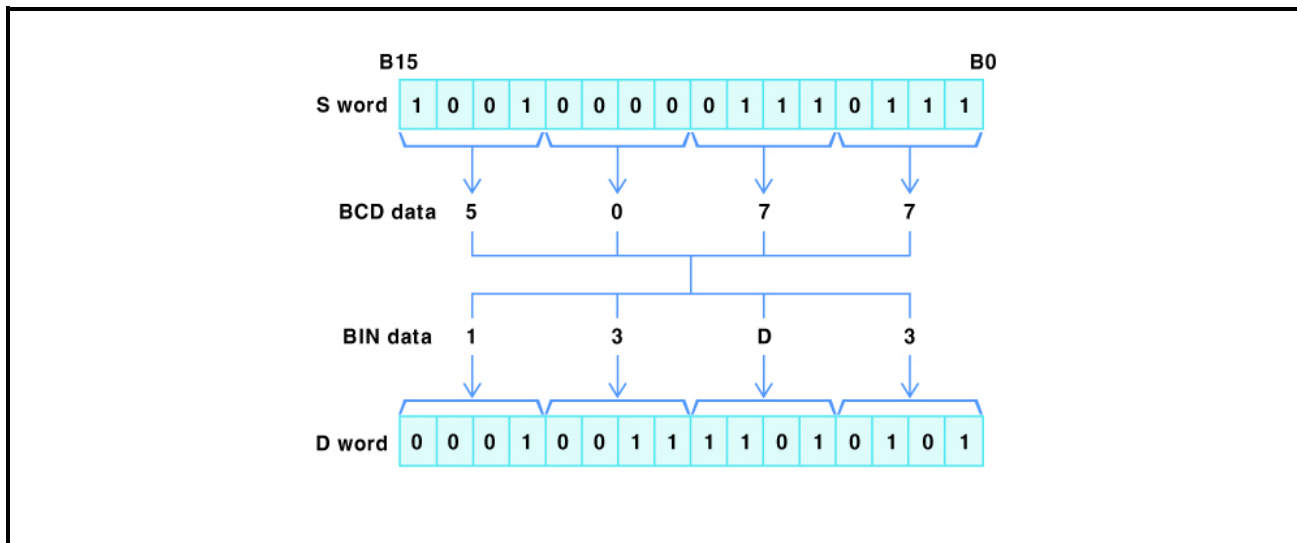 B15 B0
S word 1 0 0 1 0 0 0 0 0 1 1 1 0 1 1 1
BCD data 5 0 7 7
BIN data 1 3 D 3
D word 0 0 0 1 0 0 1 1 1 1 0 1 0 1 0 1